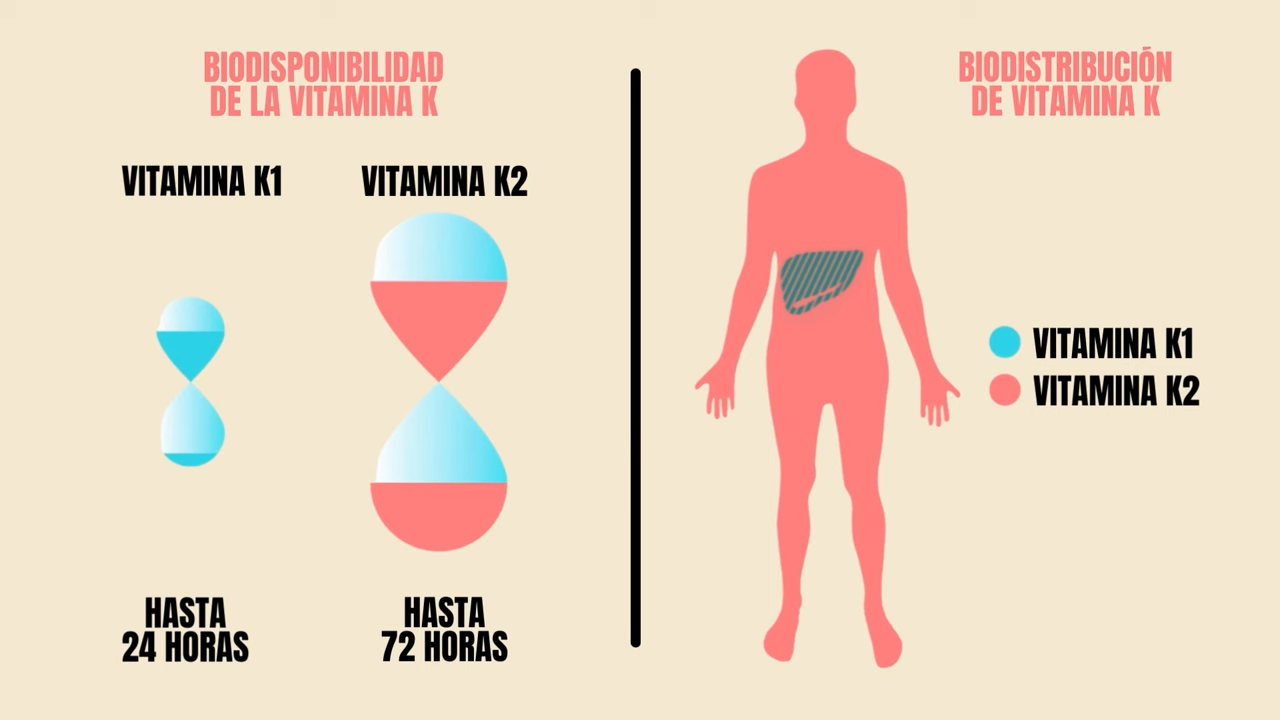 BIODISPONIBILIDAD
DE LA VITAMINA K
VITAMINA K1
VITAMINA K2
HASTA
24 HORAS
HASTA
72 HORAS
BIODISTRIBUCIÓN
DE VITAMINA K
VITAMINA K1
VITAMINA K2